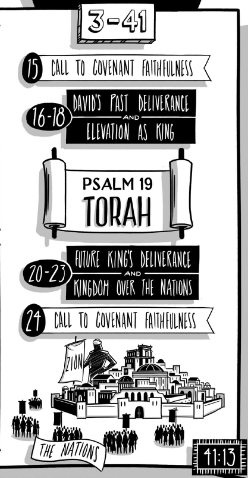 3-41
15 CALL TO COVENANT FAITHFULNESS
16-18 DAVID'S PAST DELIVERANCE
AND
ELEVATION AS KING
PSALM 19
TORAH
20-23 FUTURE KING'S DELIVERANCE
AND
KINGDOM OVER THE NATIONS
24 CALL TO COVENANT FAITHFULNESS
ZION
THE NATIONS
41:13